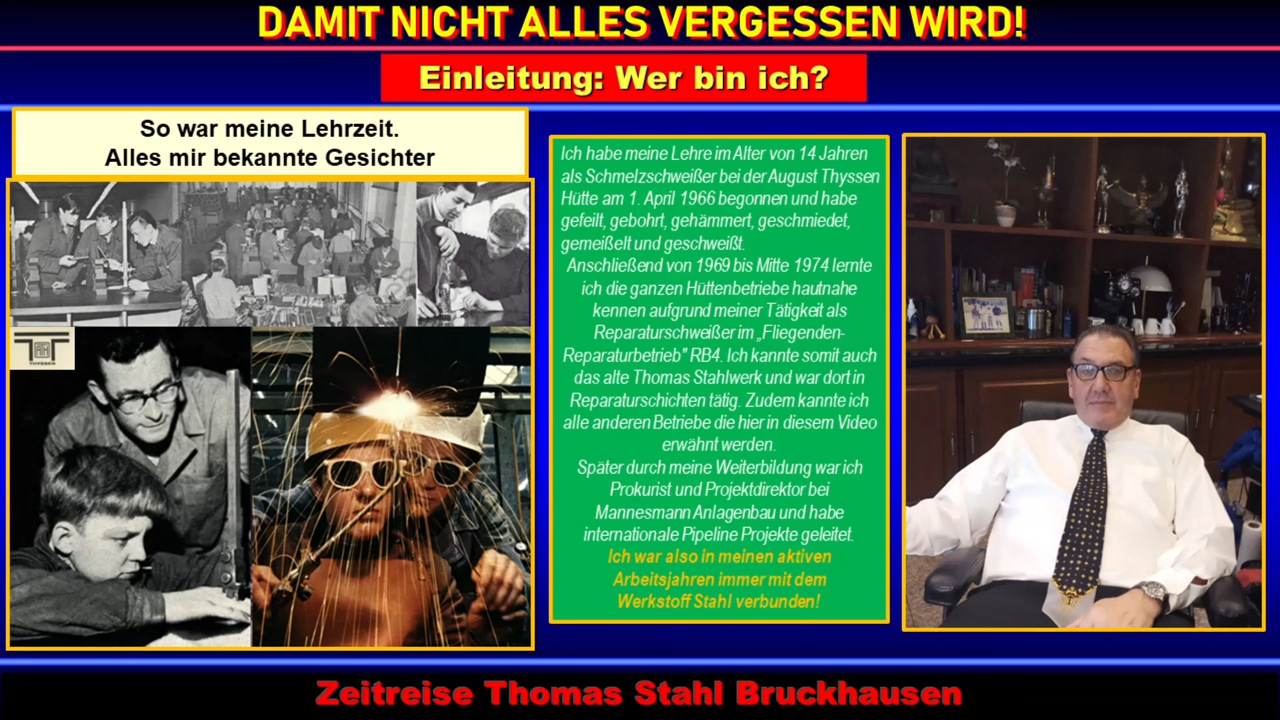 DAMIT NICHT ALLES VERGESSEN WIRD!
Einleitung: Wer bin ich?
So war meine Lehrzeit.
Alles mir bekannte Gesichter
THYSSEN
Ich habe meine Lehre im Alter von 14 Jahren
als Schmelzschweißer bei der August Thyssen
Hütte am 1. April 1966 begonnen und habe
gefeilt, gebohrt, gehämmert, geschmiedet,
gemeißelt und geschweißt.
Anschließend von 1969 bis Mitte 1974 lernte
ich die ganzen Hüttenbetriebe hautnahe
kennen aufgrund meiner Tätigkeit als
Reparaturschweißer im „Fliegenden-
Reparaturbetrieb" RB4. Ich kannte somit auch
das alte Thomas Stahlwerk und war dort in
Reparaturschichten tätig. Zudem kannte ich
alle anderen Betriebe die hier in diesem Video
erwähnt werden.
Später durch meine Weiterbildung war ich
Prokurist und Projektdirektor bei
Mannesmann Anlagenbau und habe
internationale Pipeline Projekte geleitet.
Ich war also in meinen aktiven
Arbeitsjahren immer mit dem
Werkstoff Stahl verbunden!
Zeitreise Thomas Stahl Bruckhausen